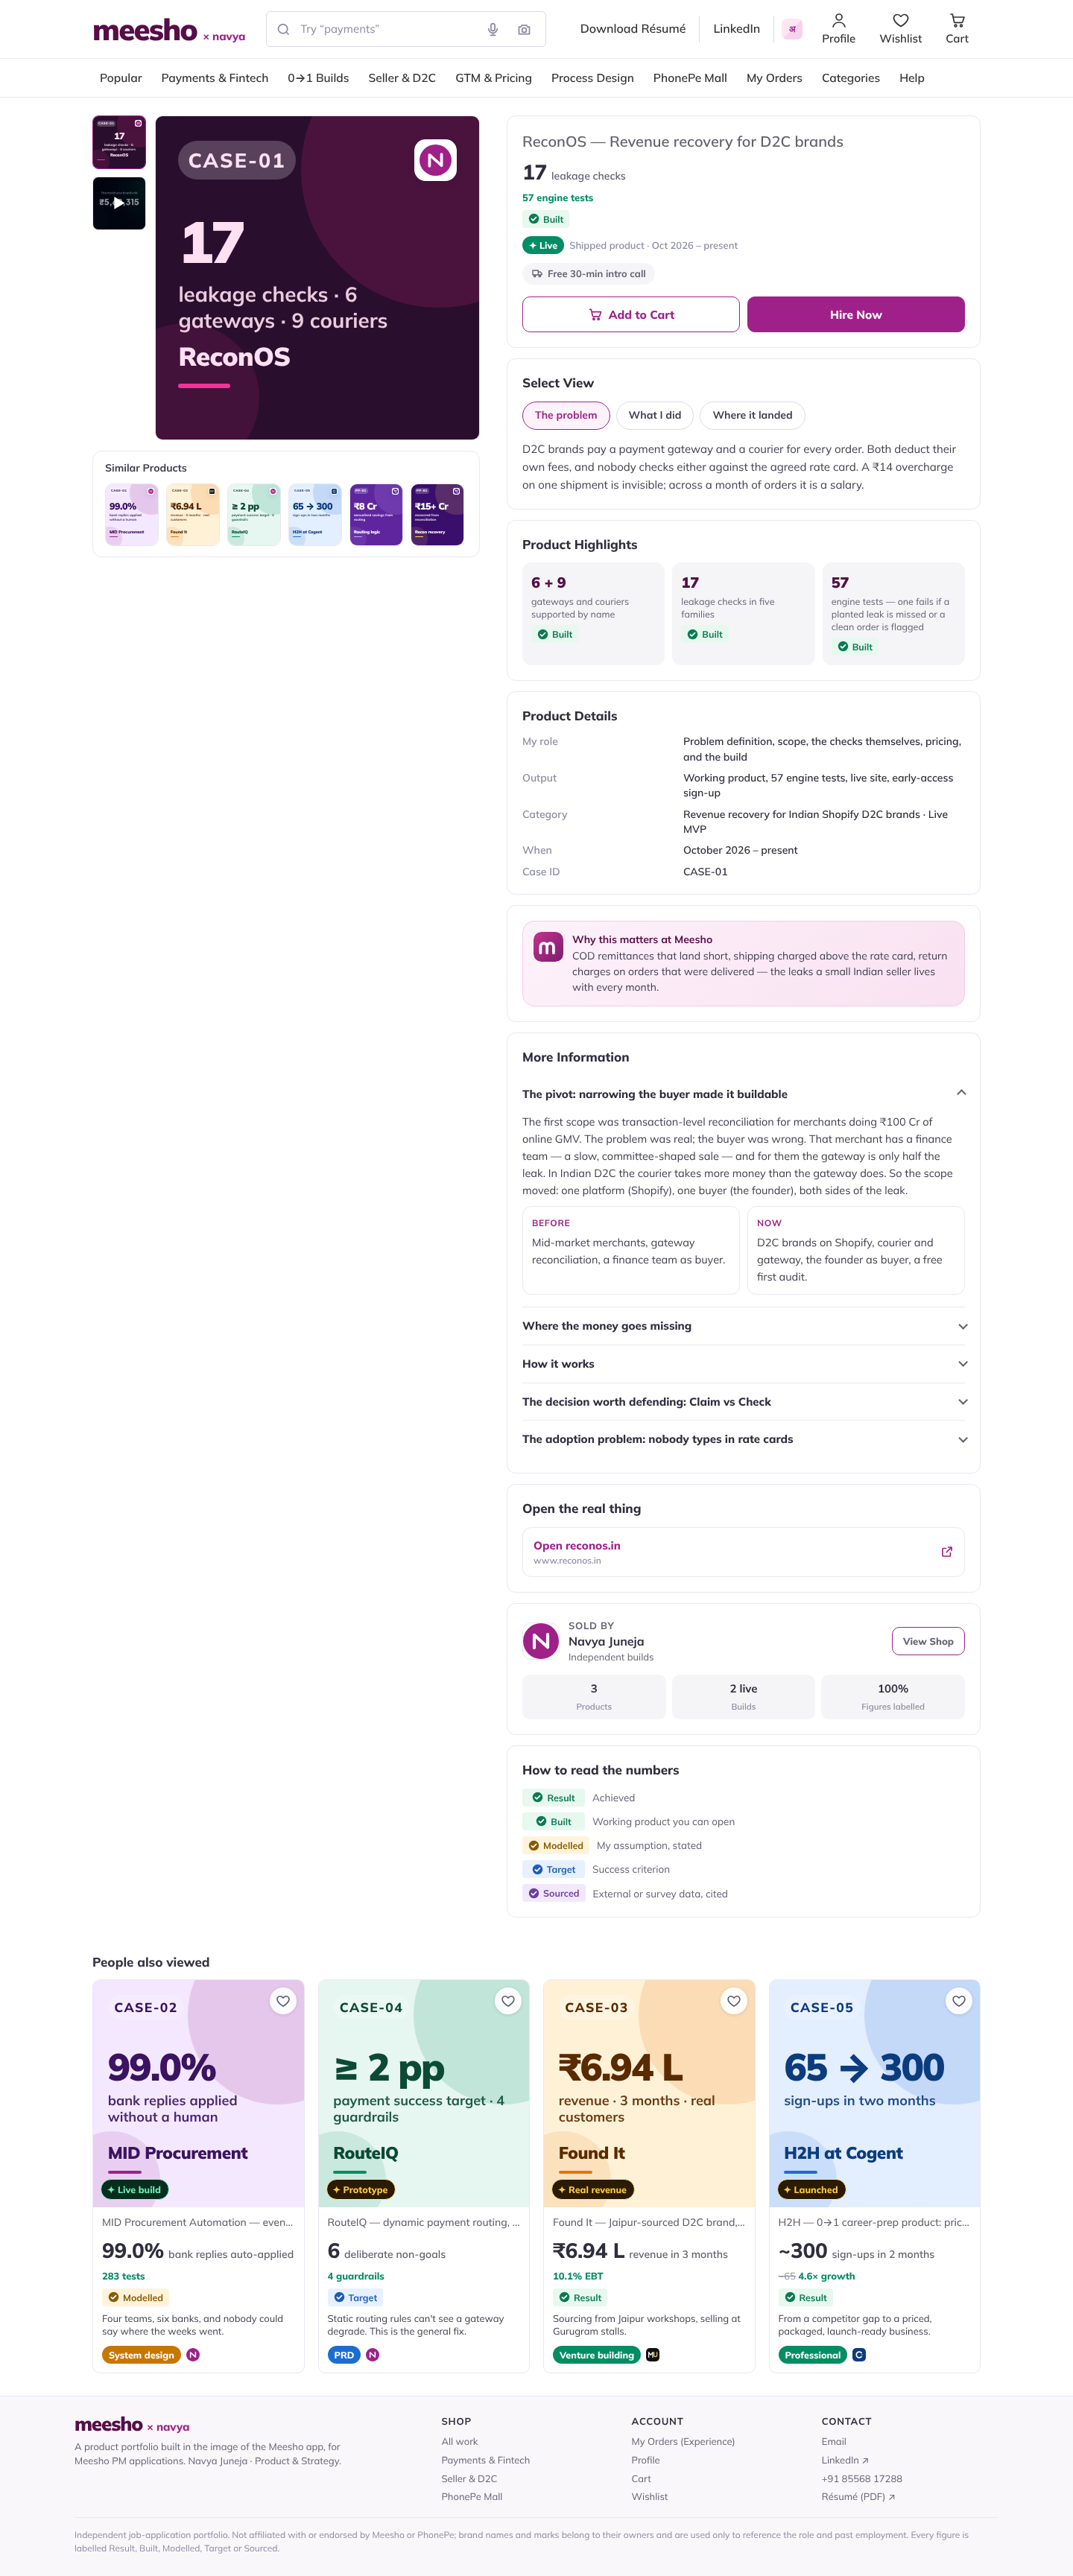 meesho × navya
Try “payments”
Download Résumé
LinkedIn
अ
Profile
Wishlist
Cart
Popular
Payments & Fintech
0→1 Builds
Seller & D2C
GTM & Pricing
Process Design
PhonePe Mall
My Orders
Categories
Help
CASE-01
N
17
leakage checks · 6
gateways · 9 couriers
ReconOS
Similar Products
99.0%
MID Procurement
₹6.94 L
Found It
≥ 2 pp
RouteIQ
65 → 300
H2H at Cogent
₹8 Cr
Routing logic
₹15+ Cr
Recon recovery
ReconOS — Revenue recovery for D2C brands
17 leakage checks
57 engine tests
Built
✦ Live Shipped product · Oct 2026 – present
Free 30-min intro call
Add to Cart
Hire Now
Select View
The problem
What I did
Where it landed
D2C brands pay a payment gateway and a courier for every order. Both deduct their
own fees, and nobody checks either against the agreed rate card. A ₹14 overcharge
on one shipment is invisible; across a month of orders it is a salary.
Product Highlights
6 + 9
gateways and couriers
supported by name
Built
17
leakage checks in five
families
Built
57
engine tests — one fails if a
planted leak is missed or a
clean order is flagged
Built
Product Details
My role
Problem definition, scope, the checks themselves, pricing,
and the build
Output
Working product, 57 engine tests, live site, early-access
sign-up
Category
Revenue recovery for Indian Shopify D2C brands · Live
MVP
When
October 2026 – present
Case ID
CASE-01
m
Why this matters at Meesho
COD remittances that land short, shipping charged above the rate card, return
charges on orders that were delivered — the leaks a small Indian seller lives
with every month.
More Information
The pivot: narrowing the buyer made it buildable
The first scope was transaction-level reconciliation for merchants doing ₹100 Cr of
online GMV. The problem was real; the buyer was wrong. That merchant has a finance
team — a slow, committee-shaped sale — and for them the gateway is only half the
leak. In Indian D2C the courier takes more money than the gateway does. So the scope
moved: one platform (Shopify), one buyer (the founder), both sides of the leak.
BEFORE
Mid-market merchants, gateway
reconciliation, a finance team as buyer.
NOW
D2C brands on Shopify, courier and
gateway, the founder as buyer, a free
first audit.
Where the money goes missing
How it works
The decision worth defending: Claim vs Check
The adoption problem: nobody types in rate cards
Open the real thing
Open reconos.in
www.reconos.in
N
SOLD BY
Navya Juneja
Independent builds
View Shop
3
Products
2 live
Builds
100%
Figures labelled
How to read the numbers
Result Achieved
Built Working product you can open
Modelled My assumption, stated
Target Success criterion
Sourced External or survey data, cited
People also viewed
CASE-02
99.0%
bank replies applied
without a human
MID Procurement
✦ Live build
MID Procurement Automation — even...
99.0% bank replies auto-applied
283 tests
Modelled
Four teams, six banks, and nobody could
say where the weeks went.
System design N
CASE-04
≥ 2 pp
payment success target · 4
guardrails
RouteIQ
✦ Prototype
RouteIQ — dynamic payment routing, ...
6 deliberate non-goals
4 guardrails
Target
Static routing rules can't see a gateway
degrade. This is the general fix.
PRD N
CASE-03
₹6.94 L
revenue · 3 months · real
customers
Found It
✦ Real revenue
Found It — Jaipur-sourced D2C brand,...
₹6.94 L revenue in 3 months
10.1% EBT
Result
Sourcing from Jaipur workshops, selling at
Gurugram stalls.
Venture building MU
CASE-05
65 → 300
sign-ups in two months
H2H at Cogent
✦ Launched
H2H — 0→1 career-prep product: pric...
~300 sign-ups in 2 months
~65 4.6× growth
Result
From a competitor gap to a priced,
packaged, launch-ready business.
Professional C
meesho × navya
A product portfolio built in the image of the Meesho app, for
Meesho PM applications. Navya Juneja · Product & Strategy.
SHOP
All work
Payments & Fintech
Seller & D2C
PhonePe Mall
ACCOUNT
My Orders (Experience)
Profile
Cart
Wishlist
CONTACT
Email
LinkedIn ↗
+91 85568 17288
Résumé (PDF) ↗
Independent job-application portfolio. Not affiliated with or endorsed by Meesho or PhonePe; brand names and marks belong to their owners and are used only to reference the role and past employment. Every figure is
labelled Result, Built, Modelled, Target or Sourced.